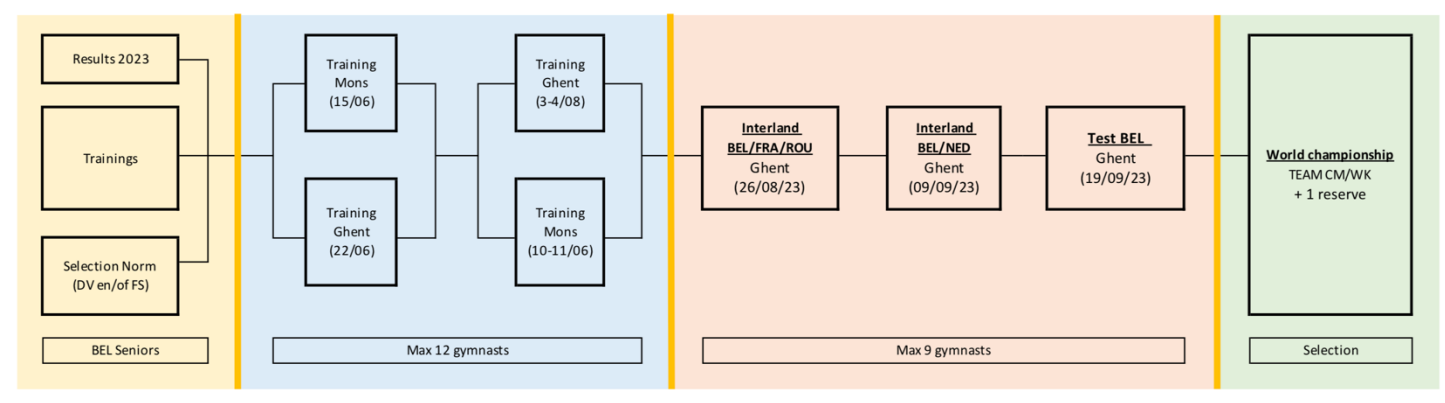 Results 2023
Trainings
Selection Norm
(DV en/of FS)
BEL Seniors
Training
Mons
(15/06)
Training
Ghent
(22/06)
Training
Ghent
(3-4/08)
Training
Mons
(10-11/06)
Max 12 gymnasts
Interland
BEL/FRA/ROU
Ghent
(26/08/23)
Interland
BEL/NED
Ghent
(09/09/23)
Test BEL
Ghent
(19/09/23)
Max 9 gymnasts
World championship
TEAM CM/WK
+ 1 reserve
Selection